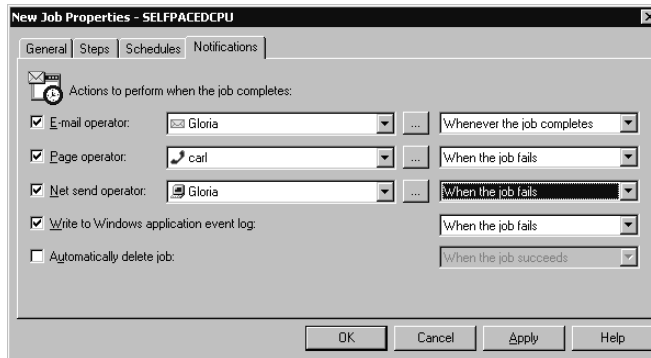 New Job Properties - SELFPACEDCPU
General Steps Schedules Notifications
Actions to perform when the job completes:
E-mail operator: Gloria ... Whenever the job completes
Page operator: carl ... When the job fails
Net send operator: Gloria ... When the job fails
Write to Windows application event log: When the job fails
Automatically delete job: When the job succeeds
OK Cancel Apply Help